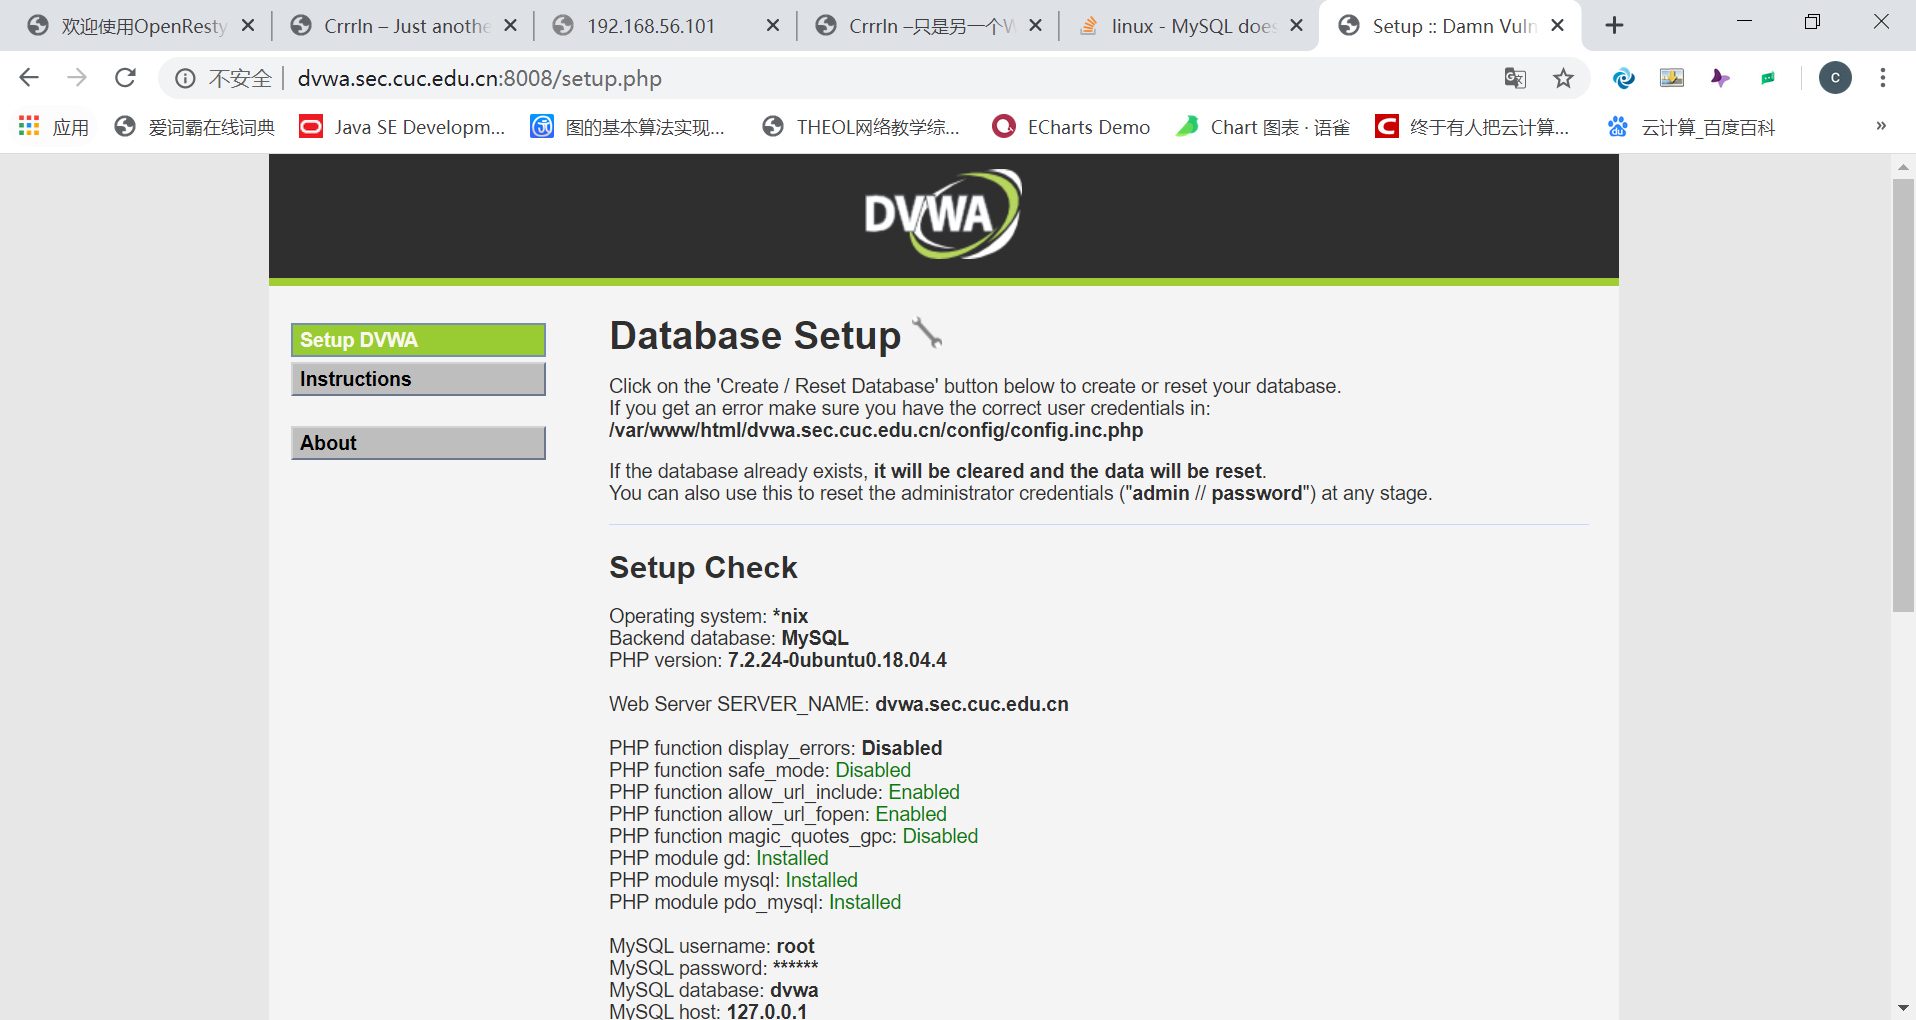 欢迎使用OpenResty
CrrrIn – Just anothe
192.168.56.101
CrrrIn –只是另一个W
linux - MySQL does
Setup :: Damn Vuln
不安全
dvwa.sec.cuc.edu.cn:8008/setup.php
C
应用
爱词霸在线词典
Java SE Developm...
图的基本算法实现...
THEOL网络教学综...
ECharts Demo
Chart 图表 · 语雀
终于有人把云计算...
云计算_百度百科
»
DVWA
Setup DVWA
Instructions
About
Database Setup
Click on the 'Create / Reset Database' button below to create or reset your database.
If you get an error make sure you have the correct user credentials in:
/var/www/html/dvwa.sec.cuc.edu.cn/config/config.inc.php
If the database already exists, it will be cleared and the data will be reset.
You can also use this to reset the administrator credentials ("admin // password") at any stage.
Setup Check
Operating system: *nix
Backend database: MySQL
PHP version: 7.2.24-0ubuntu0.18.04.4
Web Server SERVER_NAME: dvwa.sec.cuc.edu.cn
PHP function display_errors: Disabled
PHP function safe_mode: Disabled
PHP function allow_url_include: Enabled
PHP function allow_url_fopen: Enabled
PHP function magic_quotes_gpc: Disabled
PHP module gd: Installed
PHP module mysql: Installed
PHP module pdo_mysql: Installed
MySQL username: root
MySQL password: ******
MySQL database: dvwa
MySQL host: 127.0.0.1